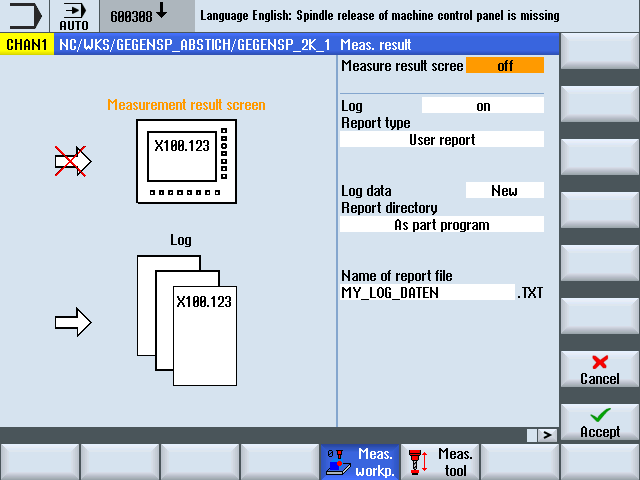 600308 Language English: Spindle release of machine control panel is missing
AUTO
CHAN1 NC/WKS/GEGENSP_ABSTICH/GEGENSP_2K_1 Meas. result
Measure result scree off
Measurement result screen
Log on
Report type
User report
X100.123
Log data New
Report directory
As part program
Log
Name of report file
MY_LOG_DATEN .TXT
X100.123
Cancel
Accept
>
Meas. workp.
Meas. tool